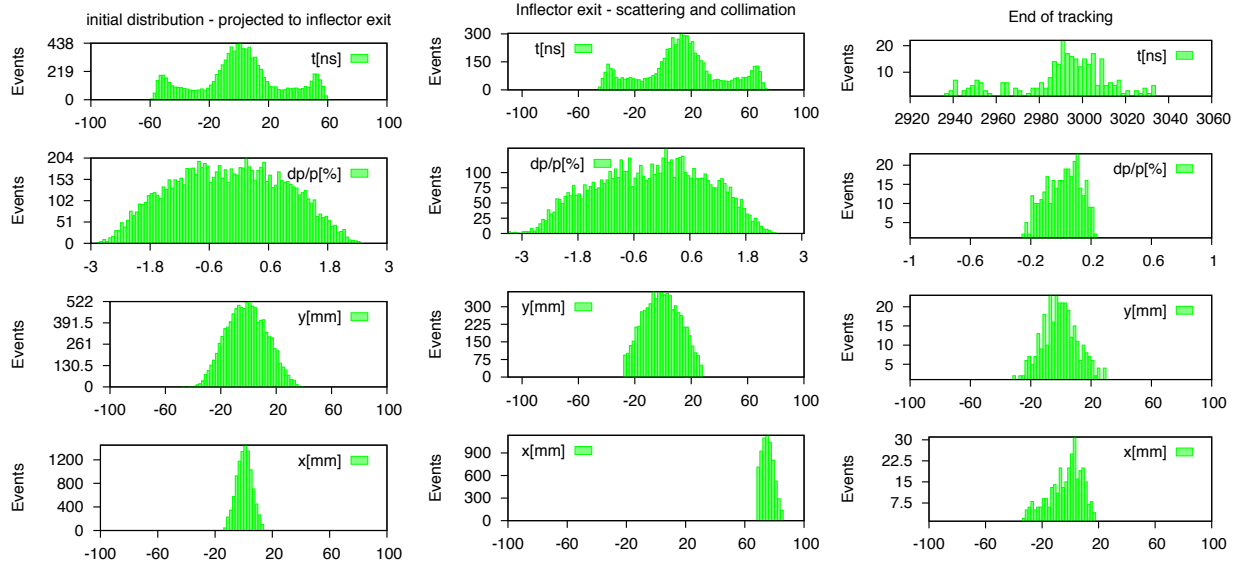 initial distribution - projected to inflector exit
Events
t[ns]
438
219
0
-100 -60 -20 20 60 100
dp/p[%]
204
153
102
51
0
-3 -1.8 -0.6 0.6 1.8 3
Events
y[mm]
522
391.5
261
130.5
0
-100 -60 -20 20 60 100
Events
x[mm]
1200
800
400
0
-100 -60 -20 20 60 100
Events
Inflector exit - scattering and collimation
Events
t[ns]
300
150
0
-100 -60 -20 20 60 100
Events
dp/p[%]
100
75
50
25
0
-3 -1.8 -0.6 0.6 1.8 3
Events
y[mm]
300
225
150
75
0
-100 -60 -20 20 60 100
Events
x[mm]
900
600
300
0
-100 -60 -20 20 60 100
Events
End of tracking
Events
t[ns]
20
10
2920 2940 2960 2980 3000 3020 3040 3060
Events
dp/p[%]
20
15
10
5
-1 -0.6 -0.2 0.2 0.6 1
Events
y[mm]
20
15
10
5
-100 -60 -20 20 60 100
Events
x[mm]
30
22.5
15
7.5
-100 -60 -20 20 60 100